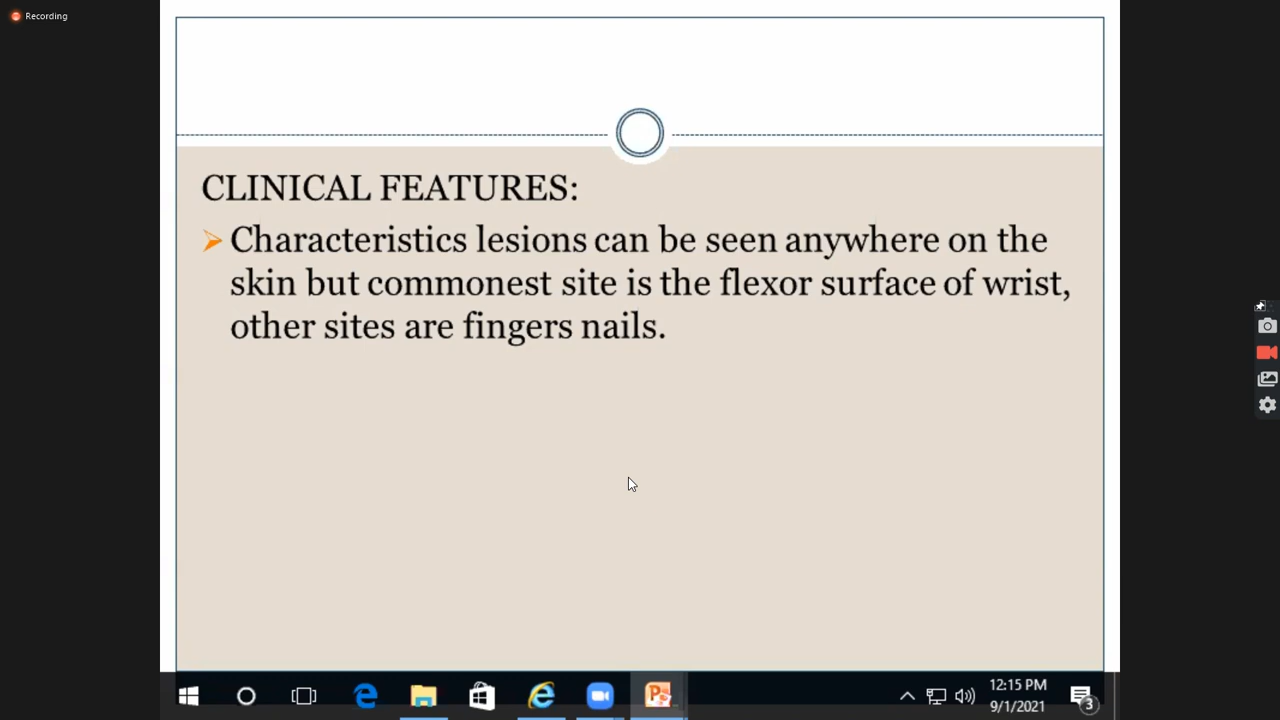 Recording
CLINICAL FEATURES:
Characteristics lesions can be seen anywhere on the
skin but commonest site is the flexor surface of wrist,
other sites are fingers nails.
12:15 PM
9/1/2021
3